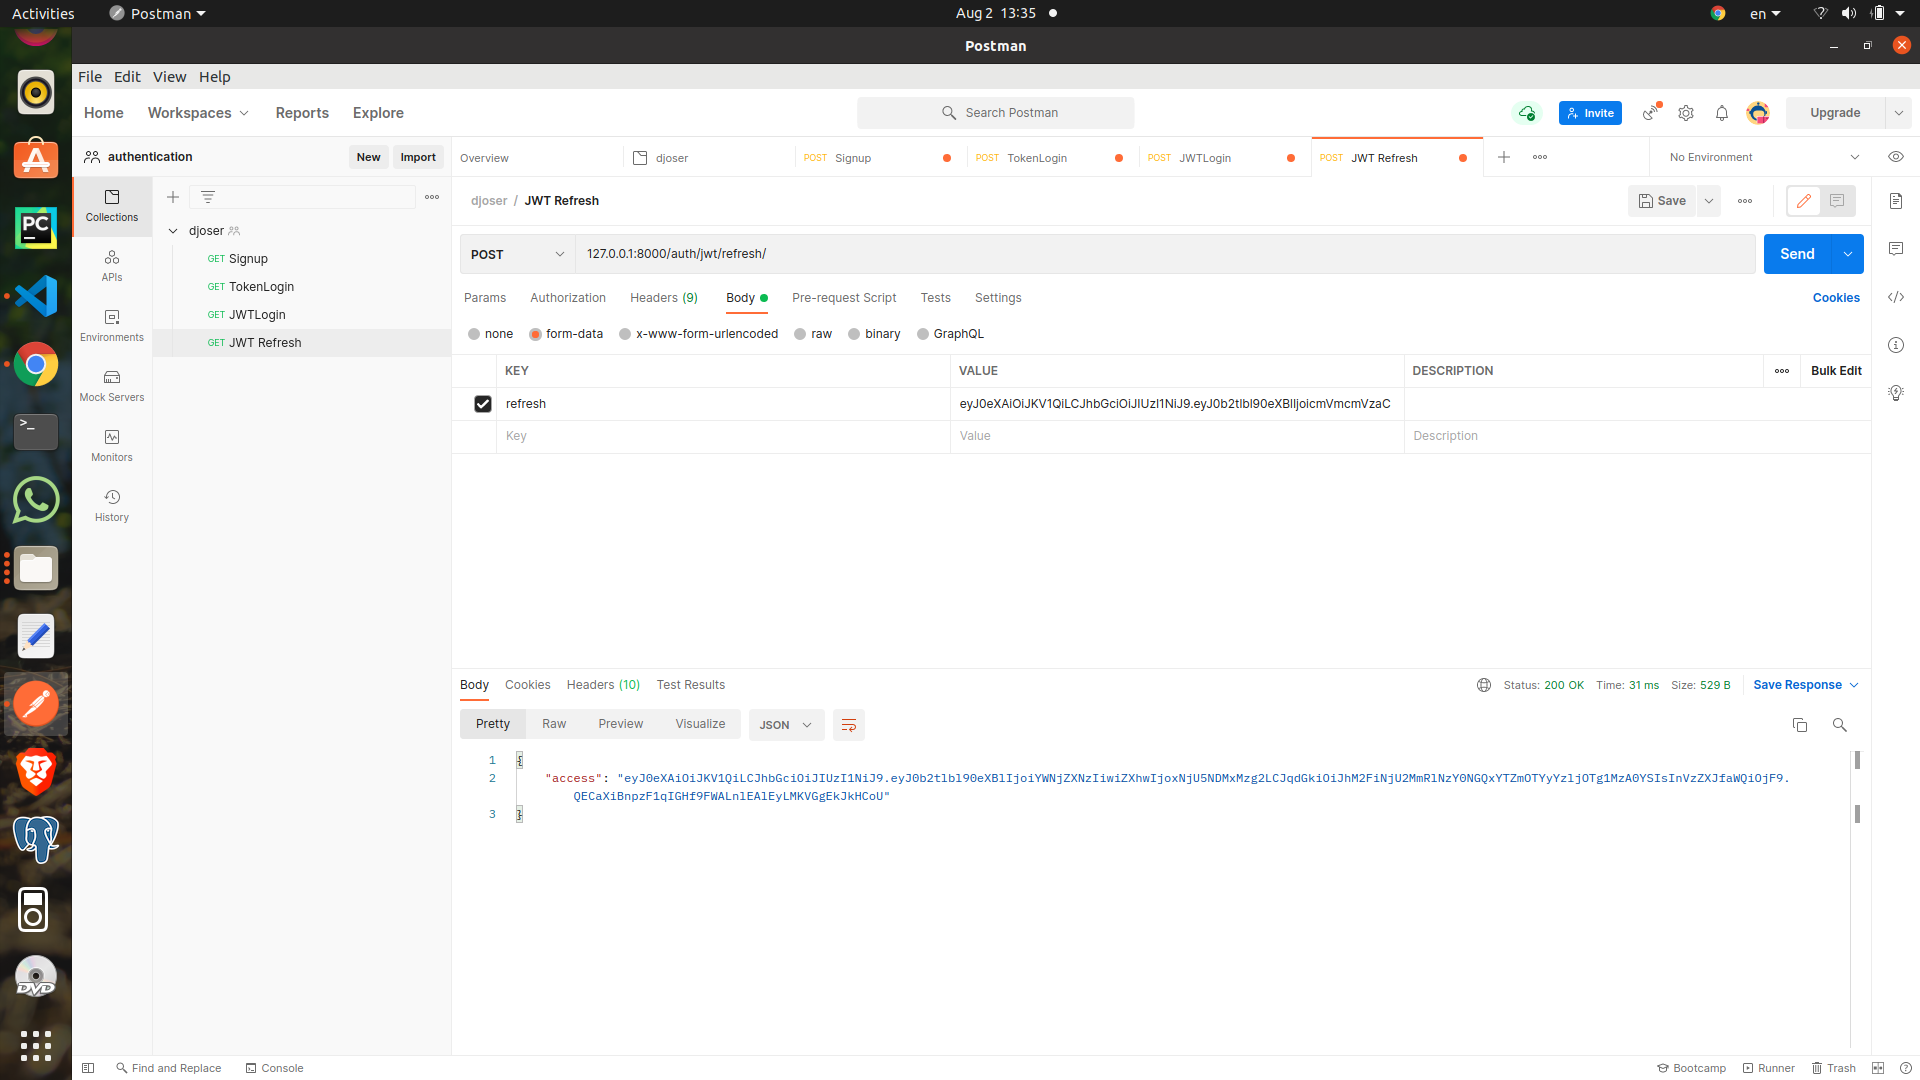 Activities Postman Aug 2 13:35 en
Postman
File Edit View Help
Home Workspaces Reports Explore Search Postman Invite Upgrade
authentication New Import Overview djoser POST Signup POST TokenLogin POST JWTLogin POST JWT Refresh No Environment
Collections
APIs
Environments
Mock Servers
Monitors
History
djoser
GET Signup
GET TokenLogin
GET JWTLogin
GET JWT Refresh
djoser / JWT Refresh Save
POST 127.0.0.1:8000/auth/jwt/refresh/ Send
Params Authorization Headers (9) Body Pre-request Script Tests Settings Cookies
none form-data x-www-form-urlencoded raw binary GraphQL
KEY VALUE DESCRIPTION Bulk Edit
refresh
Key Value Description
Body Cookies Headers (10) Test Results Status: 200 OK Time: 31 ms Size: 529 B Save Response
Pretty Raw Preview Visualize JSON
1 {
2 "access":
3 }
Find and Replace Console Bootcamp Runner Trash
PC
>_
DVD